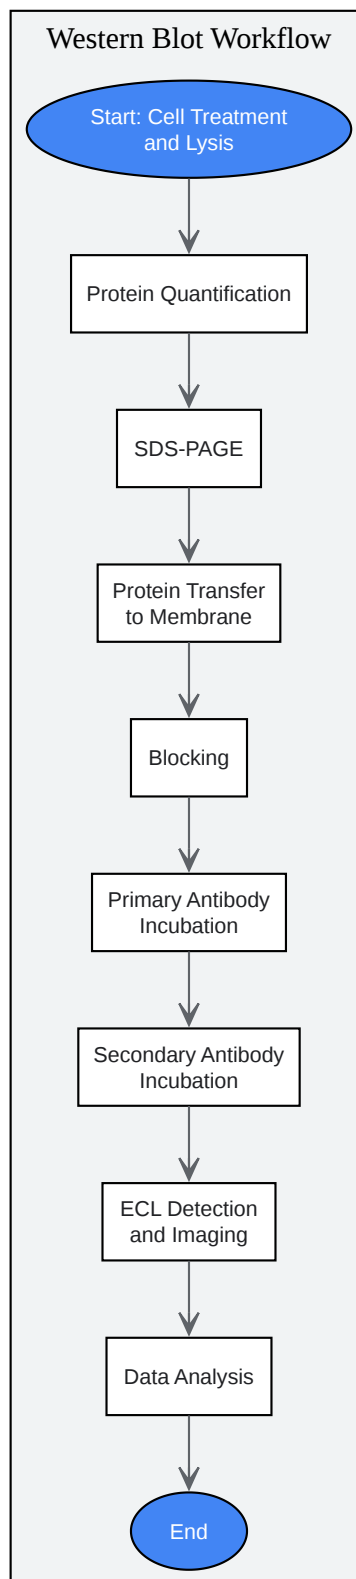 Western Blot Workflow
Start: Cell Treatment
and Lysis
Protein Quantification
SDS-PAGE
Protein Transfer
to Membrane
Blocking
Primary Antibody
Incubation
Secondary Antibody
Incubation
ECL Detection
and Imaging
Data Analysis
End